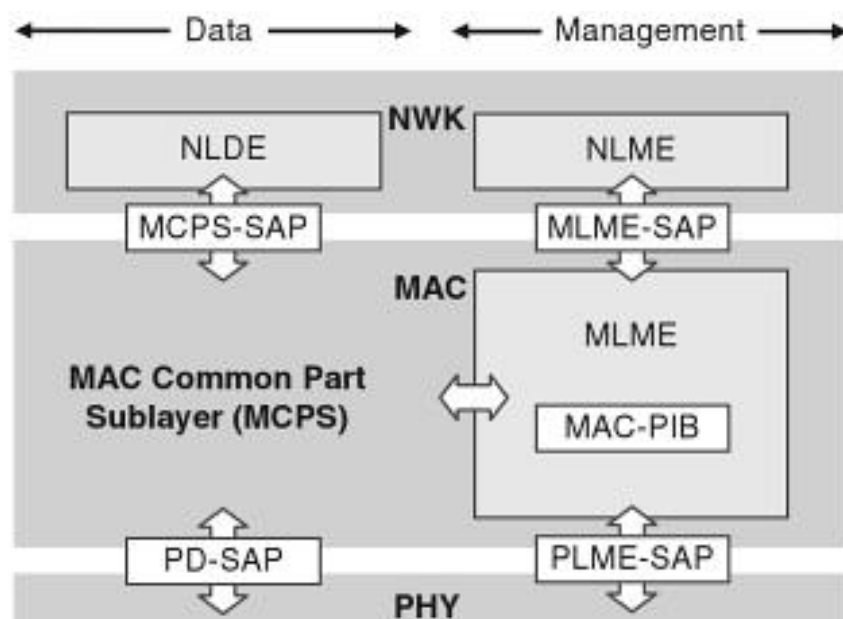 Data
Management
NWK
NLDE
NLME
MCPS-SAP
MLME-SAP
MAC
MLME
MAC Common Part
Sublayer (MCPS)
MAC-PIB
PD-SAP
PLME-SAP
PHY